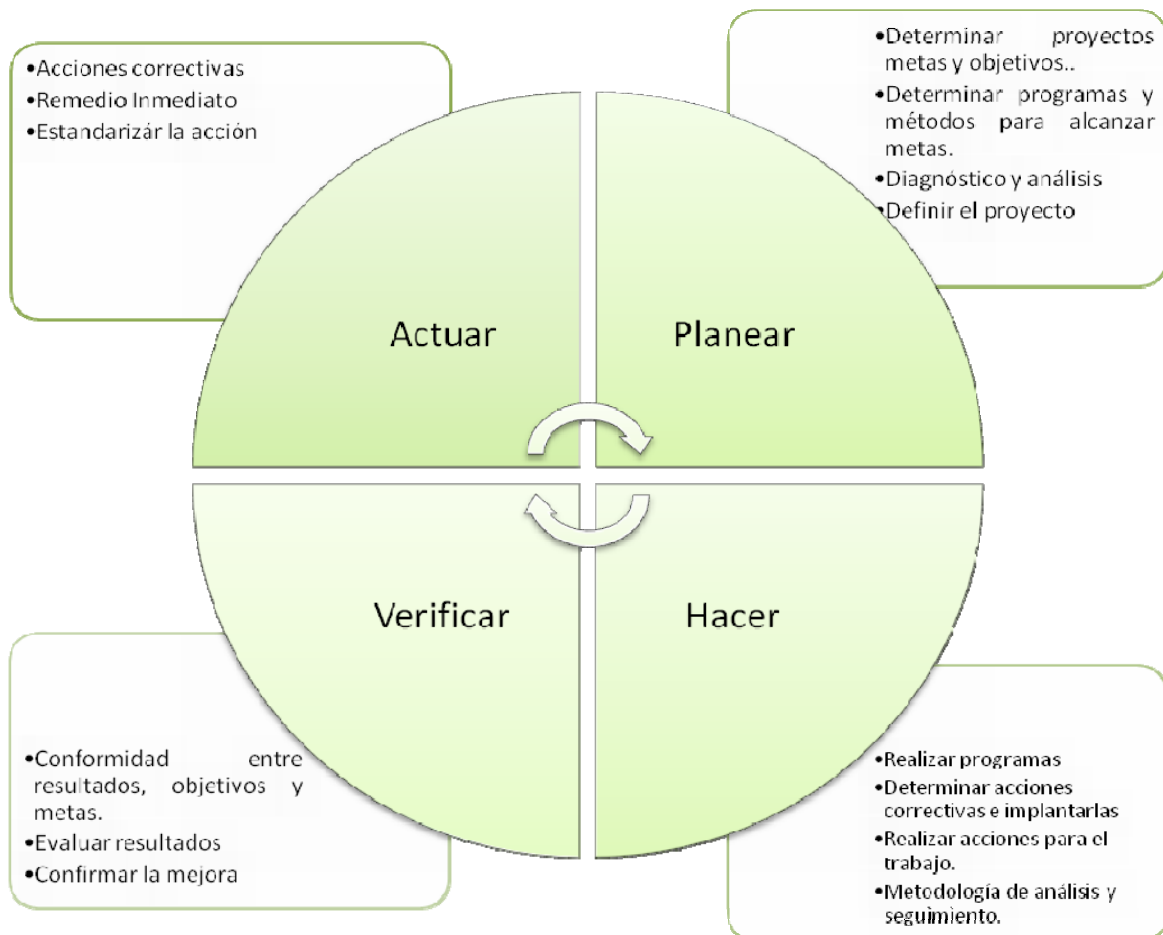 •Acciones correctivas
•Remedio Inmediato
•Estandarizár la acción
•Determinar proyectos
metas y objetivos..
•Determinar programas y
métodos para alcanzar
metas.
•Diagnóstico y análisis
•Definir el proyecto
Actuar
Planear
Verificar
Hacer
•Conformidad entre
resultados, objetivos y
metas.
•Evaluar resultados
•Confirmar la mejora
•Realizar programas
•Determinar acciones
correctivas e implantarlas
•Realizar acciones para el
trabajo.
•Metodología de análisis y
seguimiento.